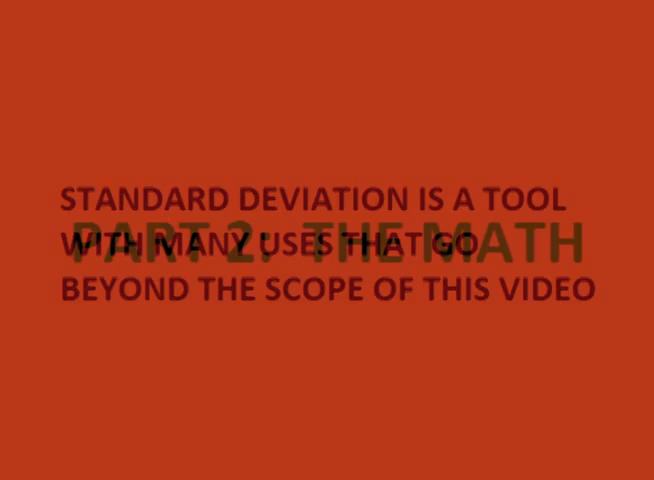 STANDARD DEVIATION IS A TOOL
PART 2: THE MATH
WITH MANY USES THAT GO
BEYOND THE SCOPE OF THIS VIDEO